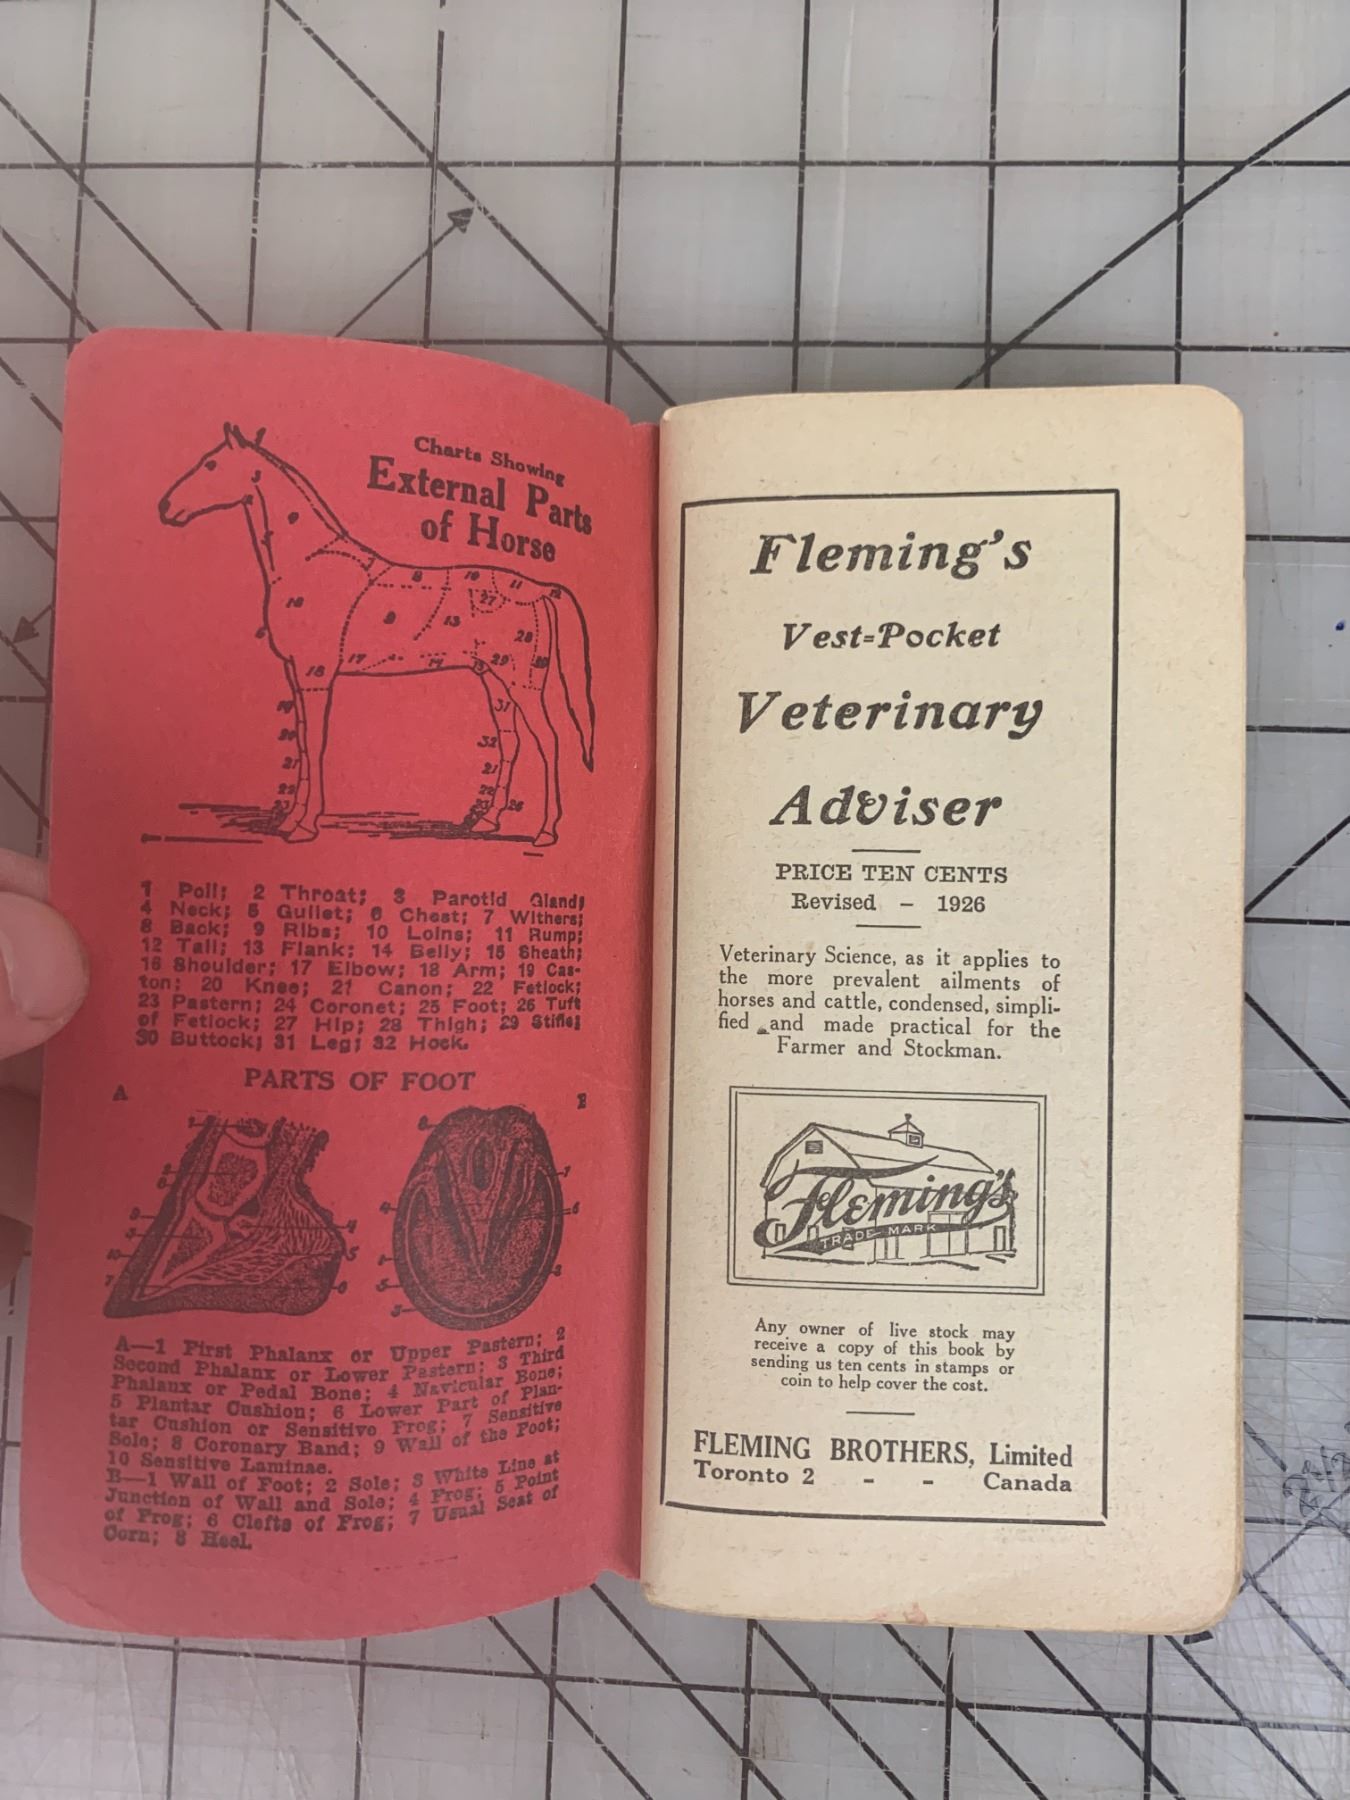 Charts Showing
External Parts
of Horse
1 Poll; 2 Throat; 3 Parotid Gland;
4 Neck; 5 Gullet; 6 Chest; 7 Withers;
8 Back; 9 Ribs; 10 Loins; 11 Rump;
12 Tail; 13 Flank; 14 Belly; 15 Sheath;
16 Shoulder; 17 Elbow; 18 Arm; 19 Cas-
ton; 20 Knee; 21 Canon; 22 Fetlock;
23 Pastern; 24 Coronet; 25 Foot; 26 Tuft
of Fetlock; 27 Hip; 28 Thigh; 29 Stifle;
30 Buttock; 31 Leg; 32 Hock.
PARTS OF FOOT
A
A—1 First Phalanx or Upper Pastern; 2
Second Phalanx or Lower Pastern; 3 Third
Phalanx or Pedal Bone; 4 Navicular Bone;
5 Plantar Cushion; 6 Lower Part of Plan-
tar Cushion or Sensitive Frog; 7 Sensitive
Sole; 8 Coronary Band; 9 Wall of the Foot;
10 Sensitive Laminae.
B—1 Wall of Foot; 2 Sole; 3 White Line at
Junction of Wall and Sole; 4 Frog; 5 Point
of Frog; 6 Clefts of Frog; 7 Usual Seat of
Corn; 8 Heel.
Fleming's
Vest-Pocket
Veterinary
Adviser
PRICE TEN CENTS
Revised – 1926
Veterinary Science, as it applies to
the more prevalent ailments of
horses and cattle, condensed, simpli-
fied and made practical for the
Farmer and Stockman.
Fleming's
TRADE MARK
Any owner of live stock may
receive a copy of this book by
sending us ten cents in stamps or
coin to help cover the cost.
FLEMING BROTHERS, Limited
Toronto 2 - - Canada